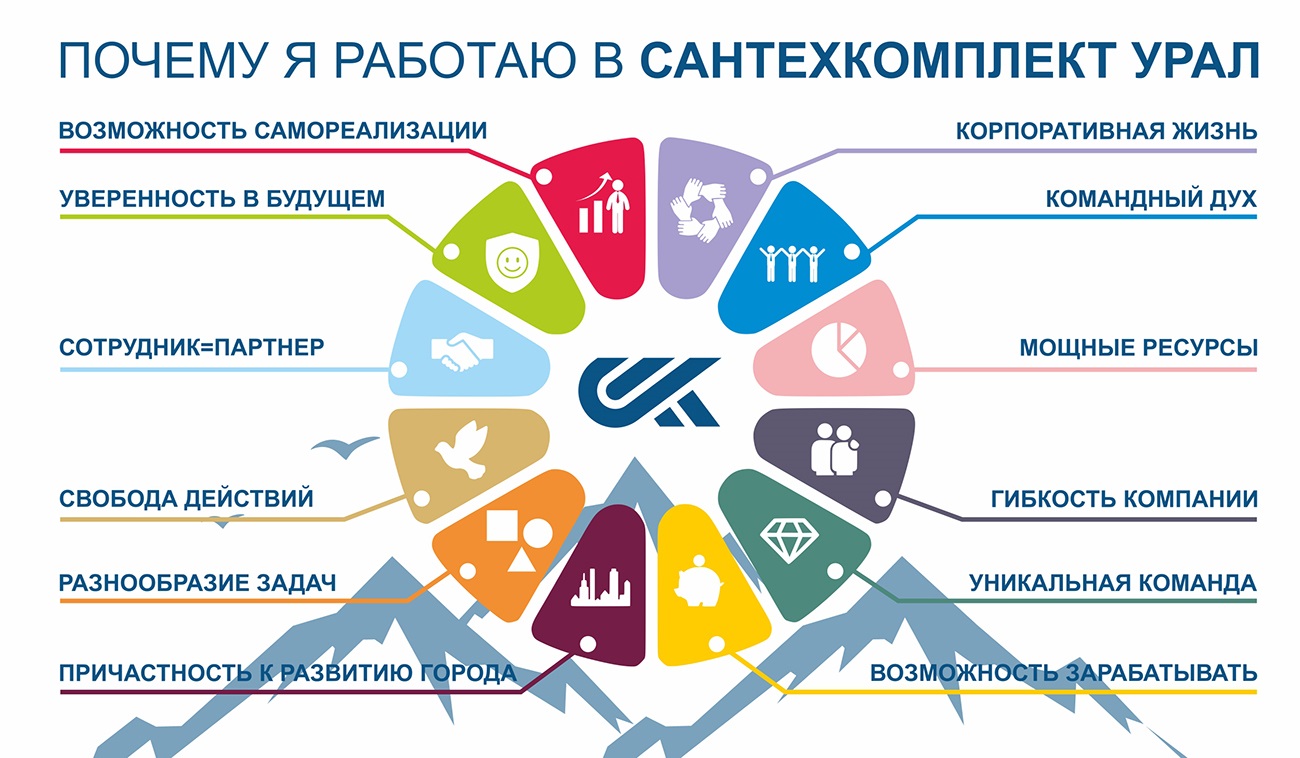 ПОЧЕМУ Я РАБОТАЮ В САНТЕХКОМПЛЕКТ УРАЛ
ВОЗМОЖНОСТЬ САМОРЕАЛИЗАЦИИ
КОРПОРАТИВНАЯ ЖИЗНЬ
УВЕРЕННОСТЬ В БУДУЩЕМ
КОМАНДНЫЙ ДУХ
СОТРУДНИК=ПАРТНЕР
МОЩНЫЕ РЕСУРСЫ
СВОБОДА ДЕЙСТВИЙ
ГИБКОСТЬ КОМПАНИИ
РАЗНООБРАЗИЕ ЗАДАЧ
УНИКАЛЬНАЯ КОМАНДА
ПРИЧАСТНОСТЬ К РАЗВИТИЮ ГОРОДА
ВОЗМОЖНОСТЬ ЗАРАБАТЫВАТЬ